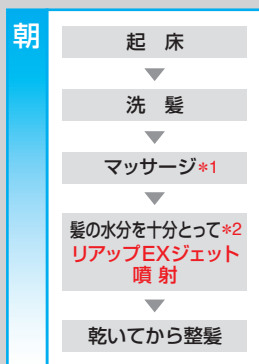 朝
起 床
洗 髪
マッサージ*1
髪の水分を十分とって*2
リアップEXジェット
噴 射
乾いてから整髪